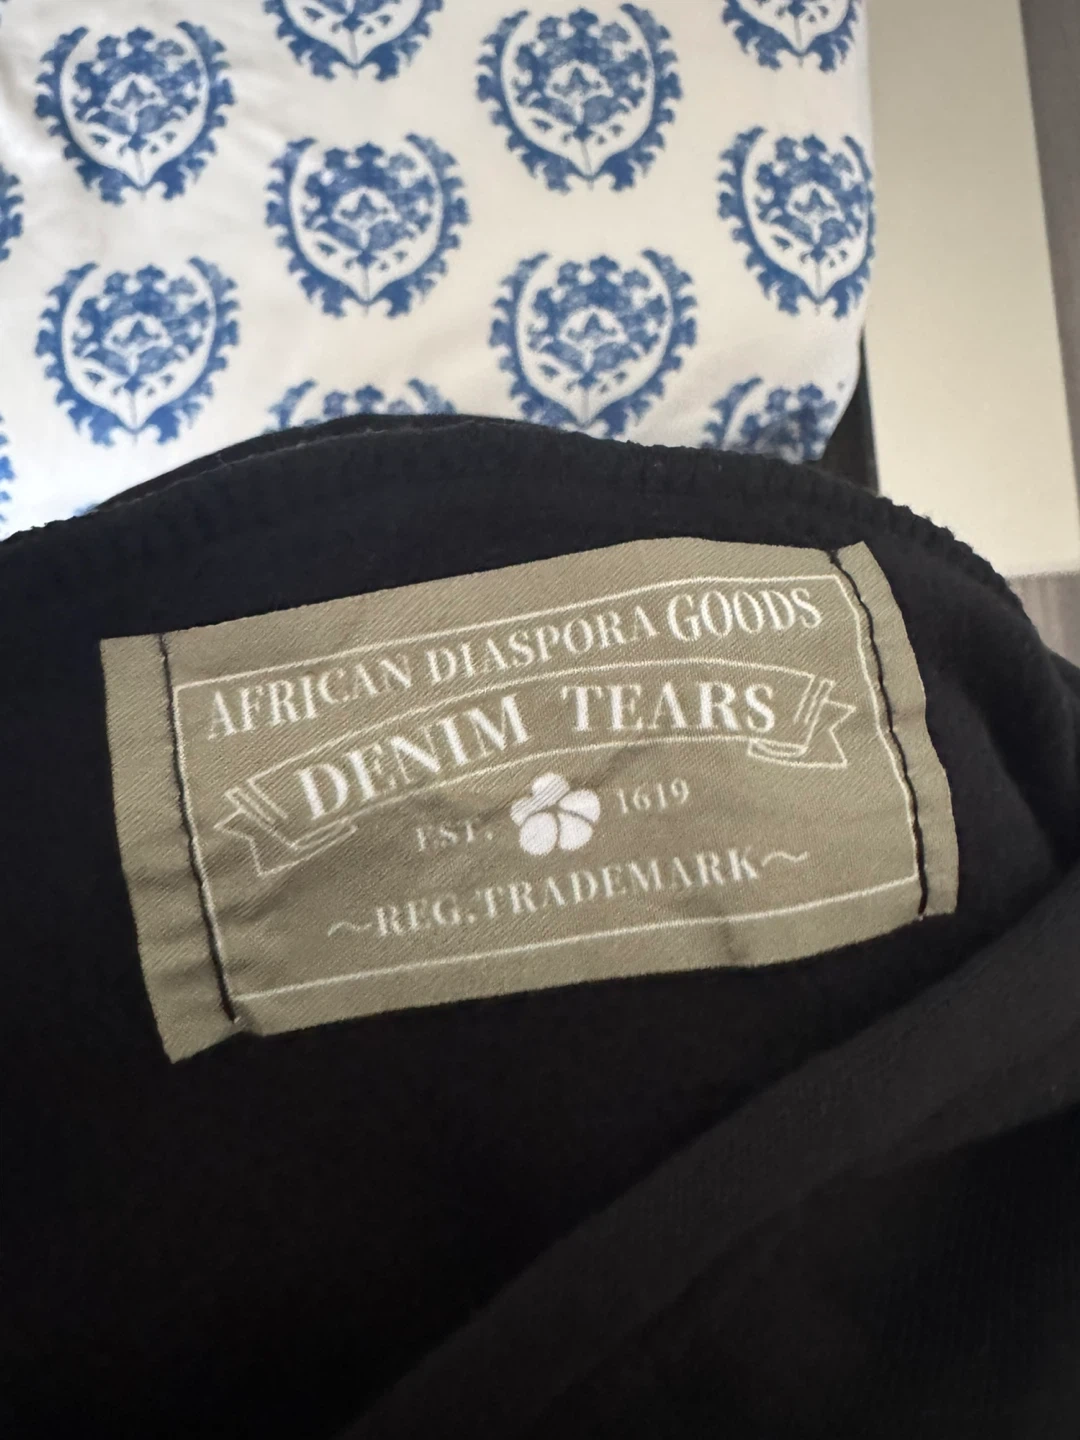 AFRICAN DIASPORA GOODS
DENIM TEARS
EST. 1619
~REG.TRADEMARK~